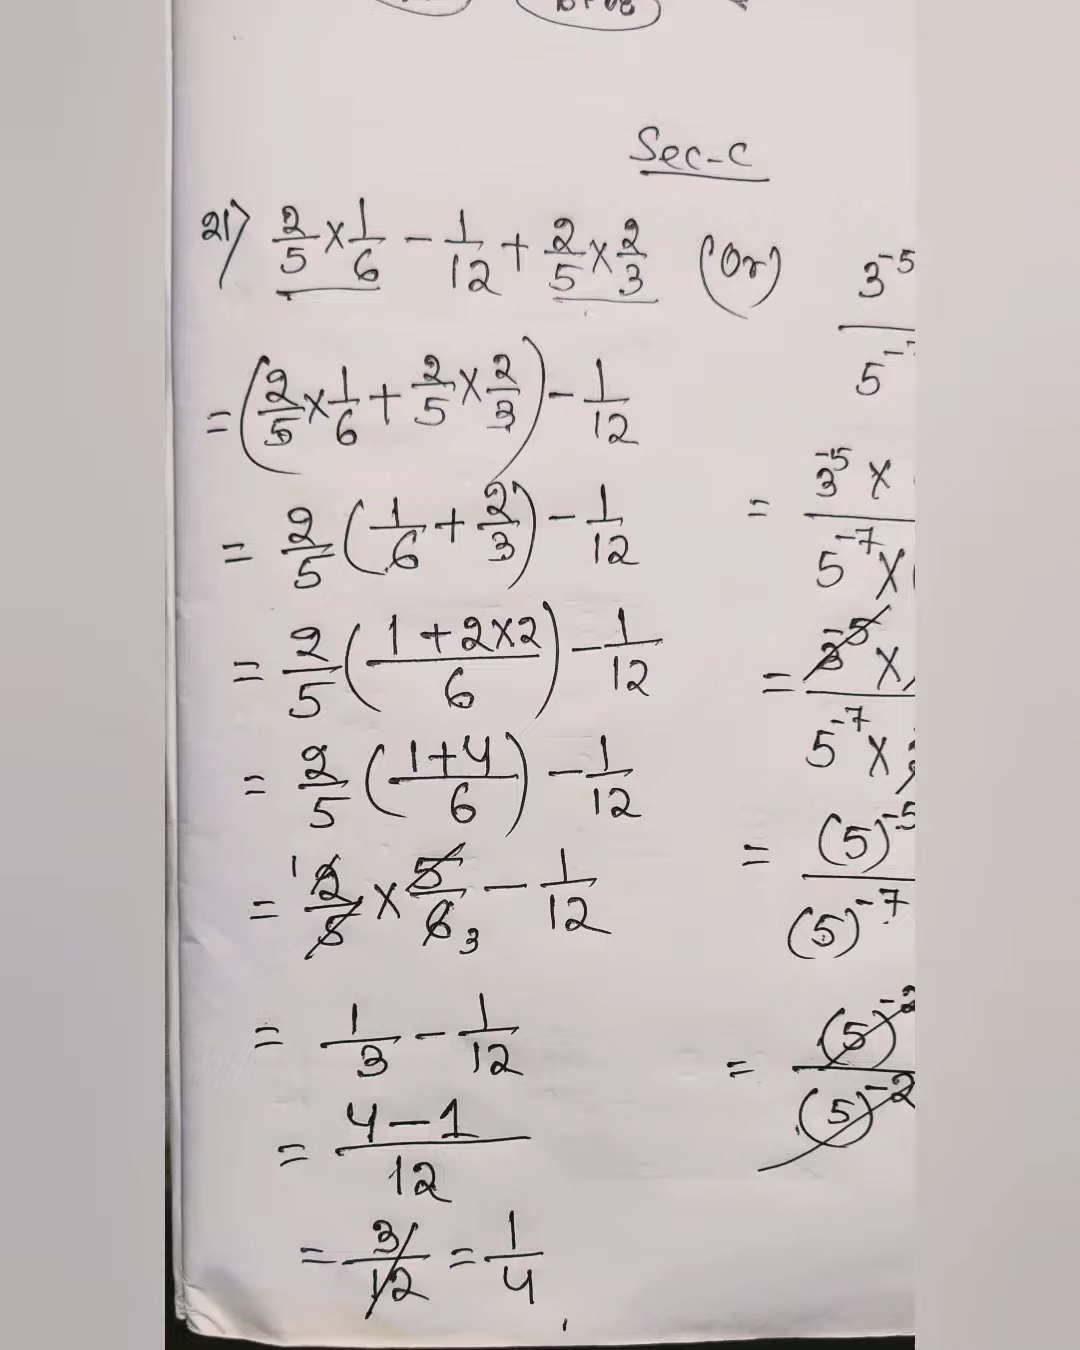 Sec-C
21) 2/5 × 1/6 - 1/12 + 2/5 × 2/3 (Or)
= (2/5 × 1/6 + 2/5 × 2/3) - 1/12
= 2/5 (1/6 + 2/3) - 1/12
= 2/5 ((1 + 2×2)/6) - 1/12
= 2/5 ((1+4)/6) - 1/12
= 1 2/5 × 5/6 3 - 1/12
= 1/3 - 1/12
= (4-1)/12
= 3/12 = 1/4
3^-5
5^-7
= 3^-5 ×
5^-7 ×
= 3^-5 ×
5^-7 ×
= (5)^-5
(5)^-7
= (5)^-2
(5)^-2